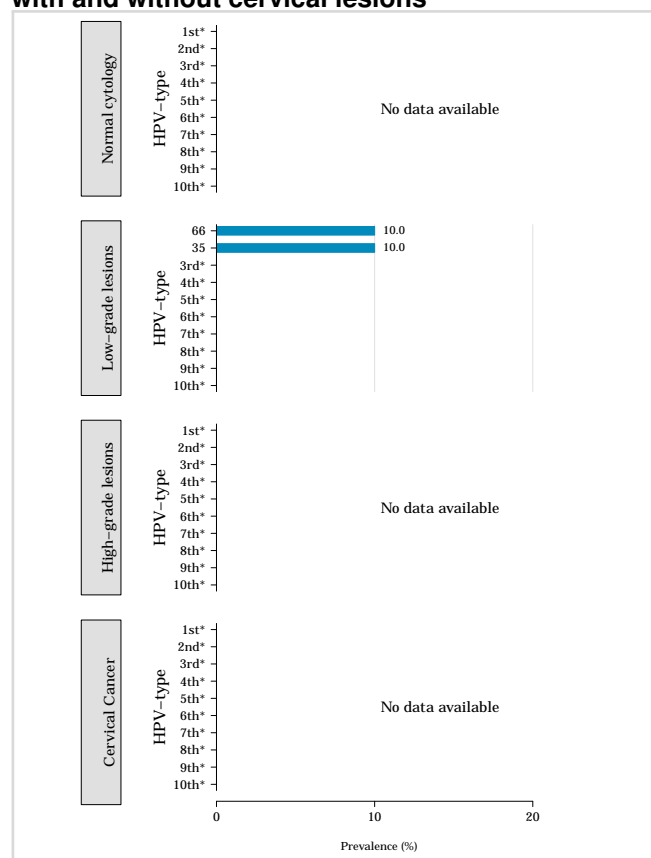 with and without cervical lesions
Normal cytology
HPV−type
1st*
2nd*
3rd*
4th*
5th*
6th*
7th*
8th*
9th*
10th*
No data available
Low−grade lesions
HPV−type
66
35
3rd*
4th*
5th*
6th*
7th*
8th*
9th*
10th*
10.0
10.0
High−grade lesions
HPV−type
1st*
2nd*
3rd*
4th*
5th*
6th*
7th*
8th*
9th*
10th*
No data available
Cervical Cancer
HPV−type
1st*
2nd*
3rd*
4th*
5th*
6th*
7th*
8th*
9th*
10th*
No data available
0 10 20
Prevalence (%)